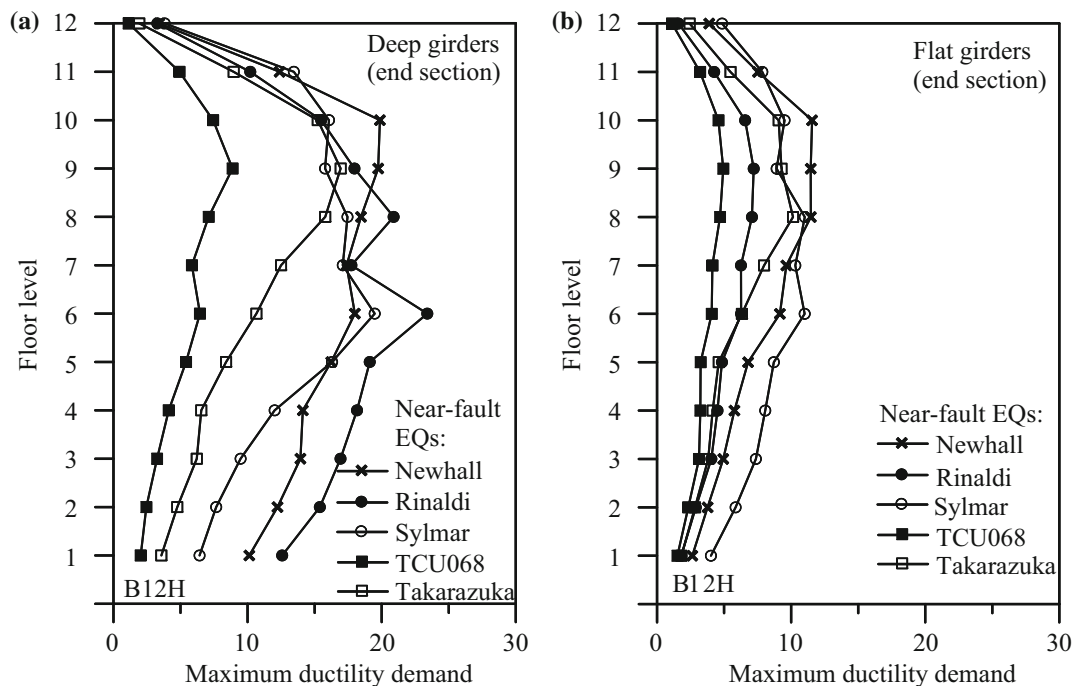 (a)
12
11
10
9
8
7
6
5
4
3
2
1
Floor level
Deep girders
(end section)
Near-fault
EQs:
Newhall
Rinaldi
Sylmar
TCU068
Takarazuka
B12H
0 10 20 30
Maximum ductility demand
(b)
12
11
10
9
8
7
6
5
4
3
2
1
Floor level
Flat girders
(end section)
Near-fault EQs:
Newhall
Rinaldi
Sylmar
TCU068
Takarazuka
B12H
0 10 20 30
Maximum ductility demand